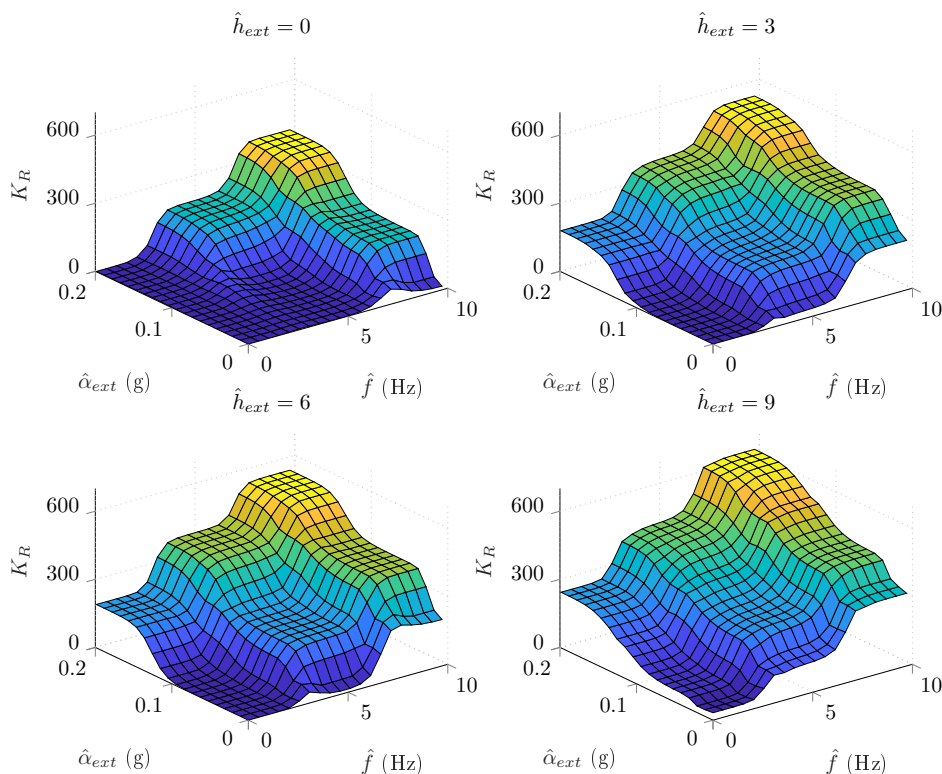 ĥ_ext = 0
600
300
0
K_R
0.2
0.1
0
α̂_ext (g)
0
5
10
f̂ (Hz)
ĥ_ext = 3
600
300
0
K_R
0.2
0.1
0
α̂_ext (g)
0
5
10
f̂ (Hz)
ĥ_ext = 6
600
300
0
K_R
0.2
0.1
0
α̂_ext (g)
0
5
10
f̂ (Hz)
ĥ_ext = 9
600
300
0
K_R
0.2
0.1
0
α̂_ext (g)
0
5
10
f̂ (Hz)